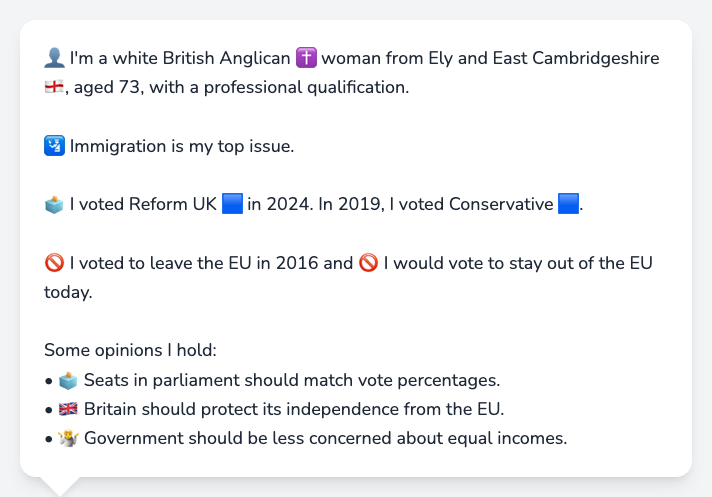 👤 I'm a white British Anglican ✝️ woman from Ely and East Cambridgeshire
🏴󠁧󠁢󠁥󠁮󠁧󠁿, aged 73, with a professional qualification.
🛂 Immigration is my top issue.
🗳️ I voted Reform UK 🟦 in 2024. In 2019, I voted Conservative 🟦.
🚫 I voted to leave the EU in 2016 and 🚫 I would vote to stay out of the EU
today.
Some opinions I hold:
• 🗳️ Seats in parliament should match vote percentages.
• 🇬🇧 Britain should protect its independence from the EU.
• 🤷 Government should be less concerned about equal incomes.